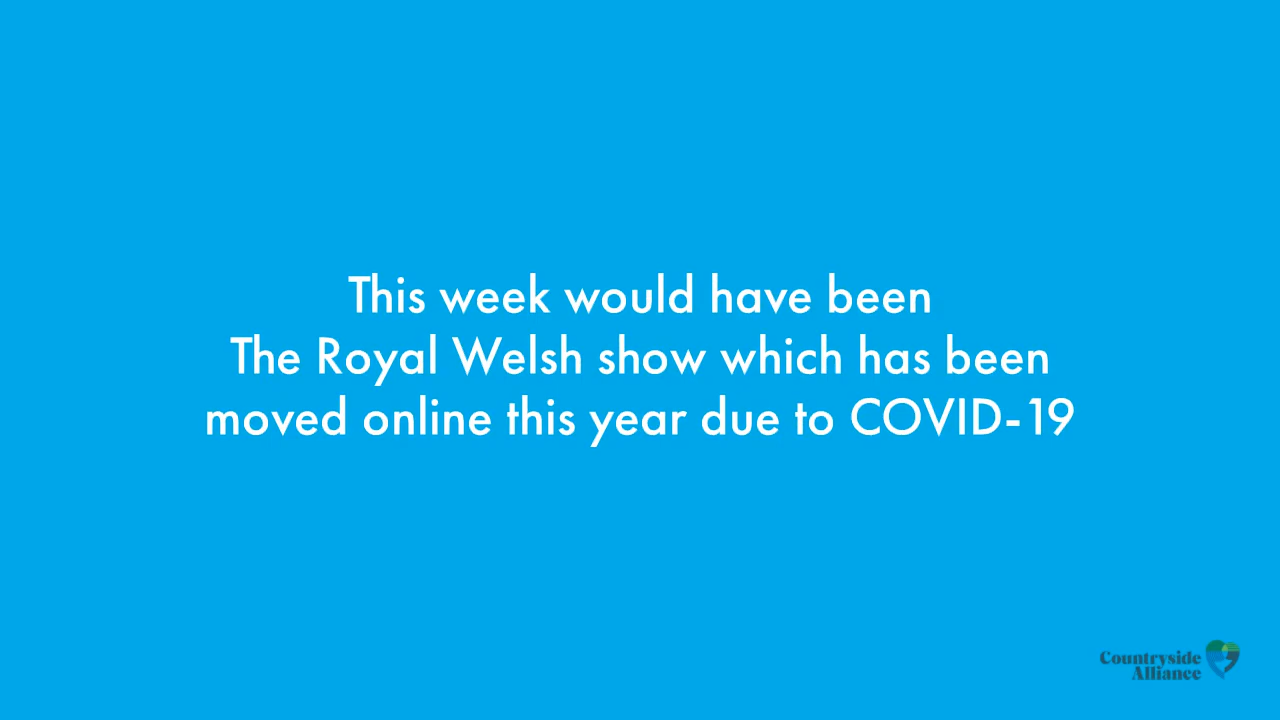 This week would have been
The Royal Welsh show which has been
moved online this year due to COVID-19
Countryside
Alliance